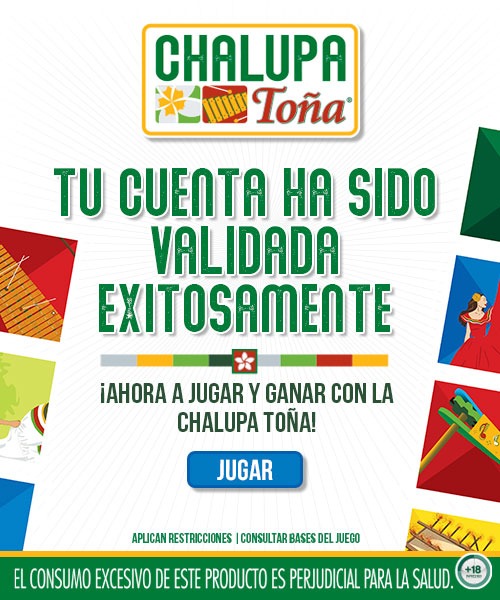 CHALUPA
Toña®
TU CUENTA HA SIDO
VALIDADA
EXITOSAMENTE
¡AHORA A JUGAR Y GANAR CON LA
CHALUPA TOÑA!
JUGAR
APLICAN RESTRICCIONES | CONSULTAR BASES DEL JUEGO
EL CONSUMO EXCESIVO DE ESTE PRODUCTO ES PERJUDICIAL PARA LA SALUD.
+18